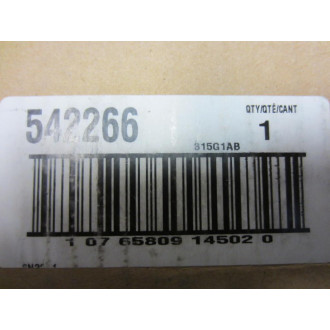 QTY/QTÉ/CANT
542266 1
315G1AB
1 07 65809 14502 0